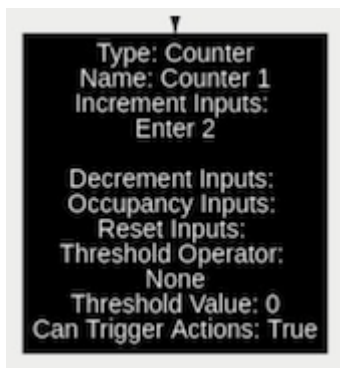 Type: Counter
Name: Counter 1
Increment Inputs:
Enter 2
Decrement Inputs:
Occupancy Inputs:
Reset Inputs:
Threshold Operator:
None
Threshold Value: 0
Can Trigger Actions: True